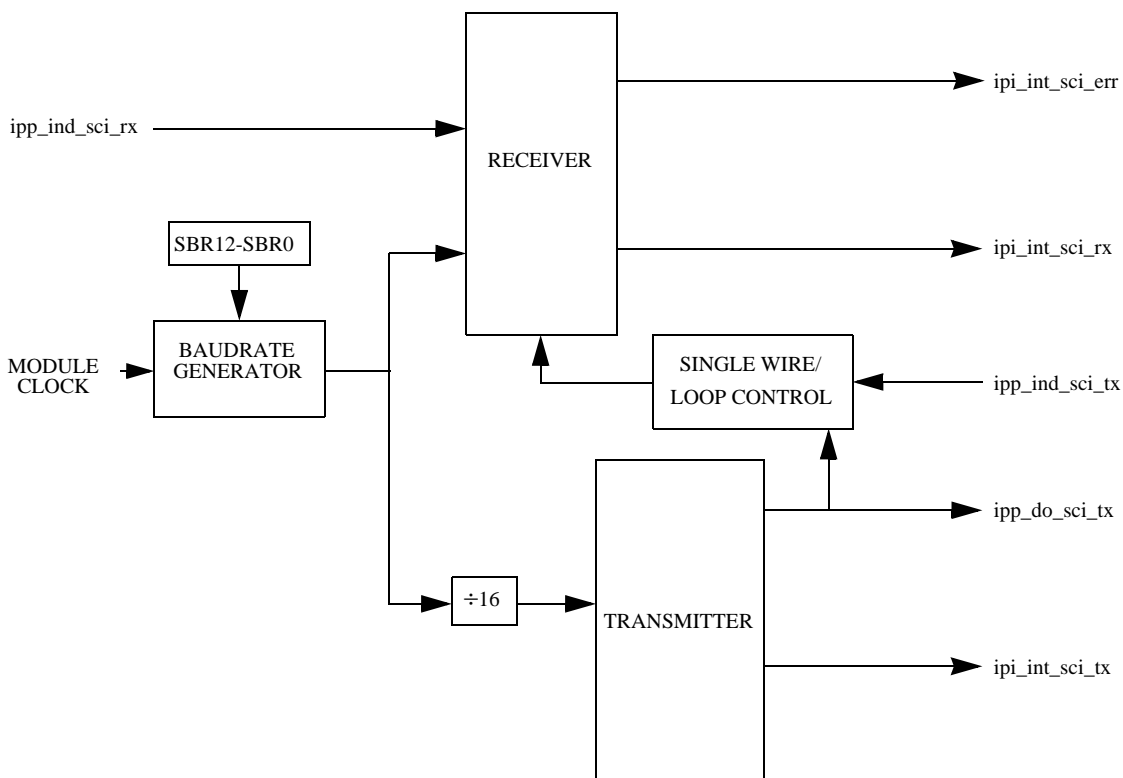 ipi_int_sci_err
ipp_ind_sci_rx
RECEIVER
SBR12-SBR0
ipi_int_sci_rx
BAUDRATE
GENERATOR
MODULE
CLOCK
SINGLE WIRE/
LOOP CONTROL
ipp_ind_sci_tx
ipp_do_sci_tx
÷16
TRANSMITTER
ipi_int_sci_tx